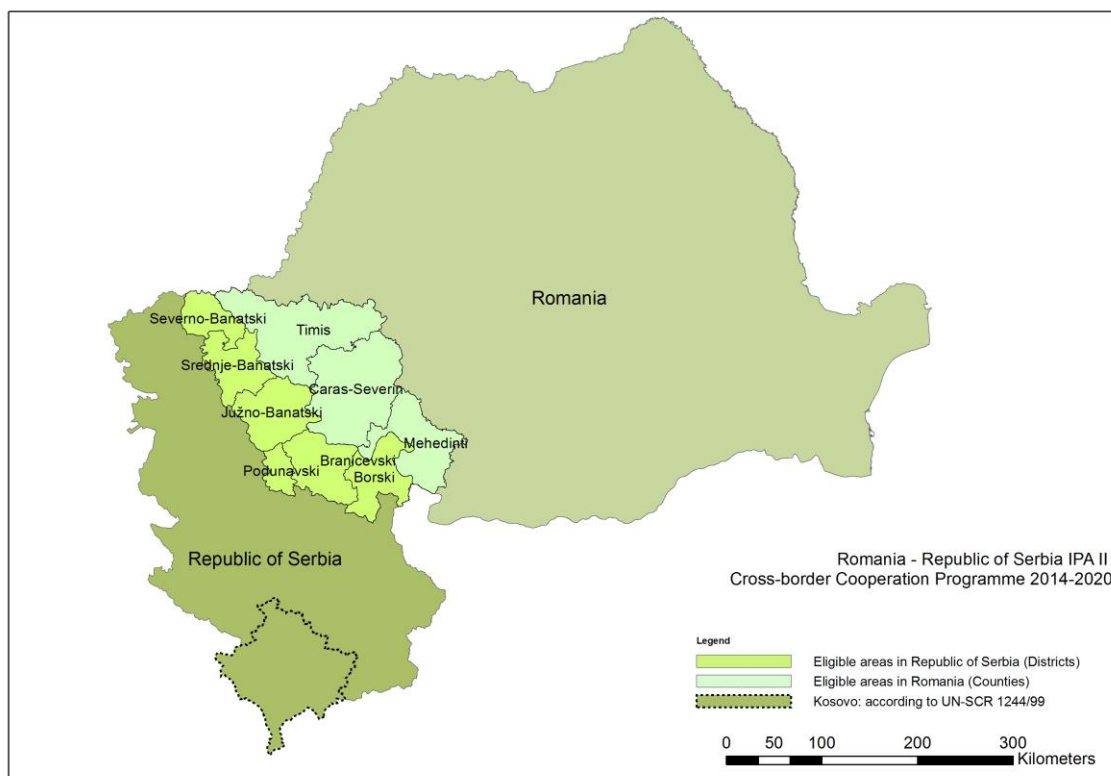 Romania
Severno-Banatski
Timis
Srednje-Banatski
Caras-Severin
Južno-Banatski
Mehedinti
Branicevski
Podunavski
Borski
Republic of Serbia
Romania - Republic of Serbia IPA II
Cross-border Cooperation Programme 2014-2020
Legend
Eligible areas in Republic of Serbia (Districts)
Eligible areas in Romania (Counties)
Kosovo: according to UN-SCR 1244/99
0 50 100 200 300
Kilometers